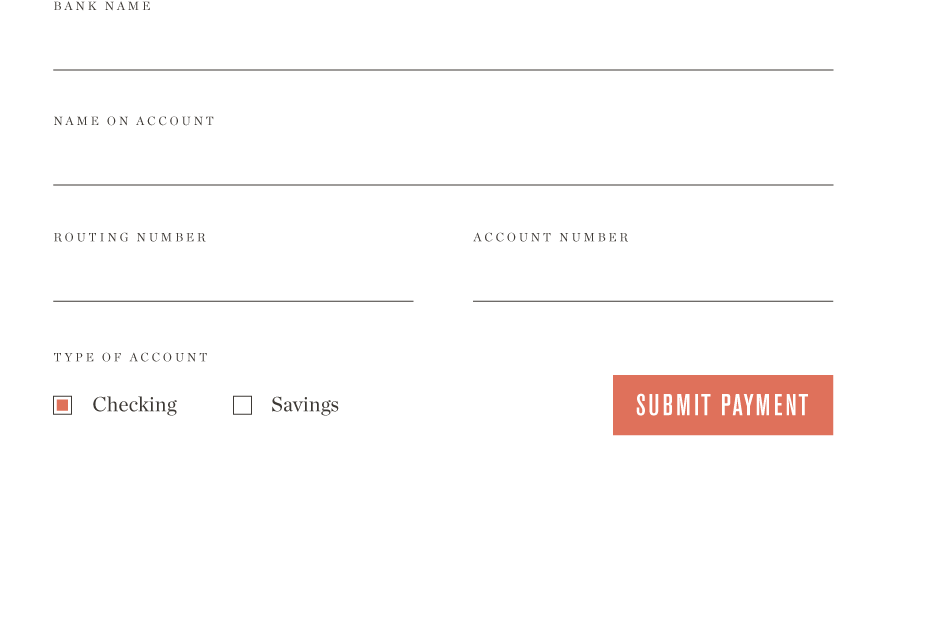 BANK NAME
NAME ON ACCOUNT
ROUTING NUMBER
ACCOUNT NUMBER
TYPE OF ACCOUNT
Checking
Savings
SUBMIT PAYMENT